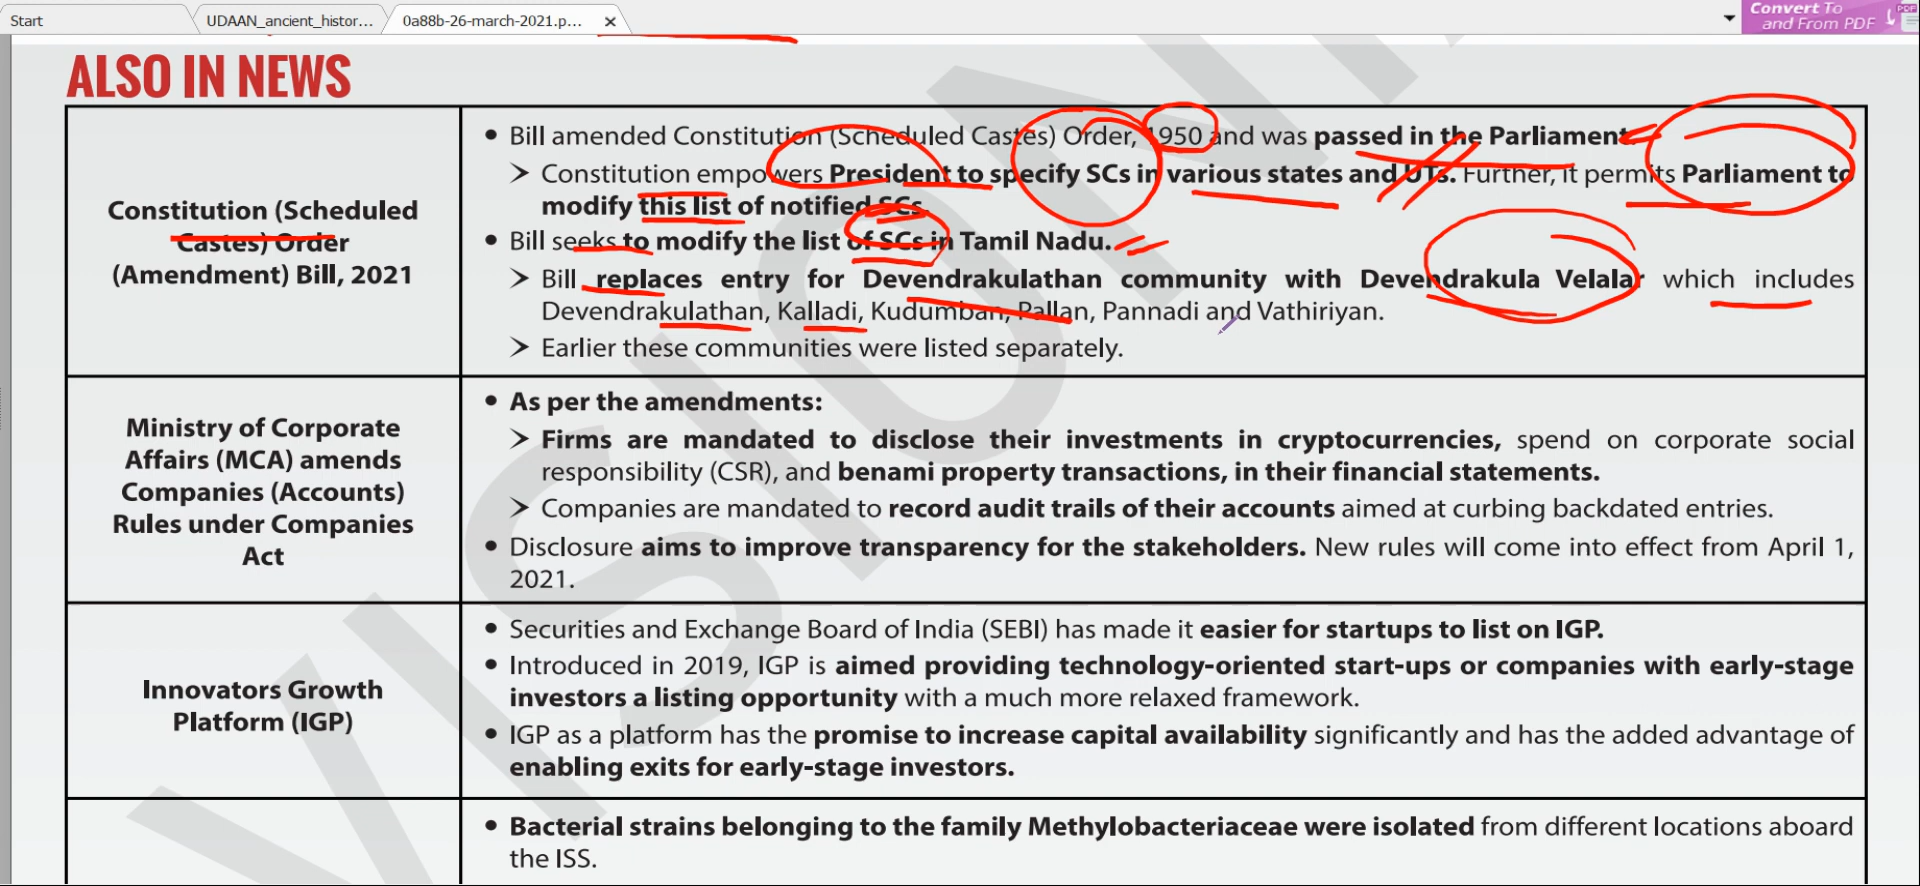 Start
UDAAN_ancient_histor...
0a88b-26-march-2021.p...
Convert To
and From PDF
PDF
ALSO IN NEWS
Constitution (Scheduled
Castes) Order
(Amendment) Bill, 2021
• Bill amended Constitution (Scheduled Castes) Order, 1950 and was passed in the Parliament.
➤ Constitution empowers President to specify SCs in various states and UTs. Further, it permits Parliament to
modify this list of notified SCs.
• Bill seeks to modify the list of SCs in Tamil Nadu.
➤ Bill replaces entry for Devendrakulathan community with Devendrakula Velalar which includes
Devendrakulathan, Kalladi, Kudumban, Pallan, Pannadi and Vathiriyan.
➤ Earlier these communities were listed separately.
Ministry of Corporate
Affairs (MCA) amends
Companies (Accounts)
Rules under Companies
Act
• As per the amendments:
➤ Firms are mandated to disclose their investments in cryptocurrencies, spend on corporate social
responsibility (CSR), and benami property transactions, in their financial statements.
➤ Companies are mandated to record audit trails of their accounts aimed at curbing backdated entries.
• Disclosure aims to improve transparency for the stakeholders. New rules will come into effect from April 1,
2021.
Innovators Growth
Platform (IGP)
• Securities and Exchange Board of India (SEBI) has made it easier for startups to list on IGP.
• Introduced in 2019, IGP is aimed providing technology-oriented start-ups or companies with early-stage
investors a listing opportunity with a much more relaxed framework.
• IGP as a platform has the promise to increase capital availability significantly and has the added advantage of
enabling exits for early-stage investors.
• Bacterial strains belonging to the family Methylobacteriaceae were isolated from different locations aboard
the ISS.
VISION